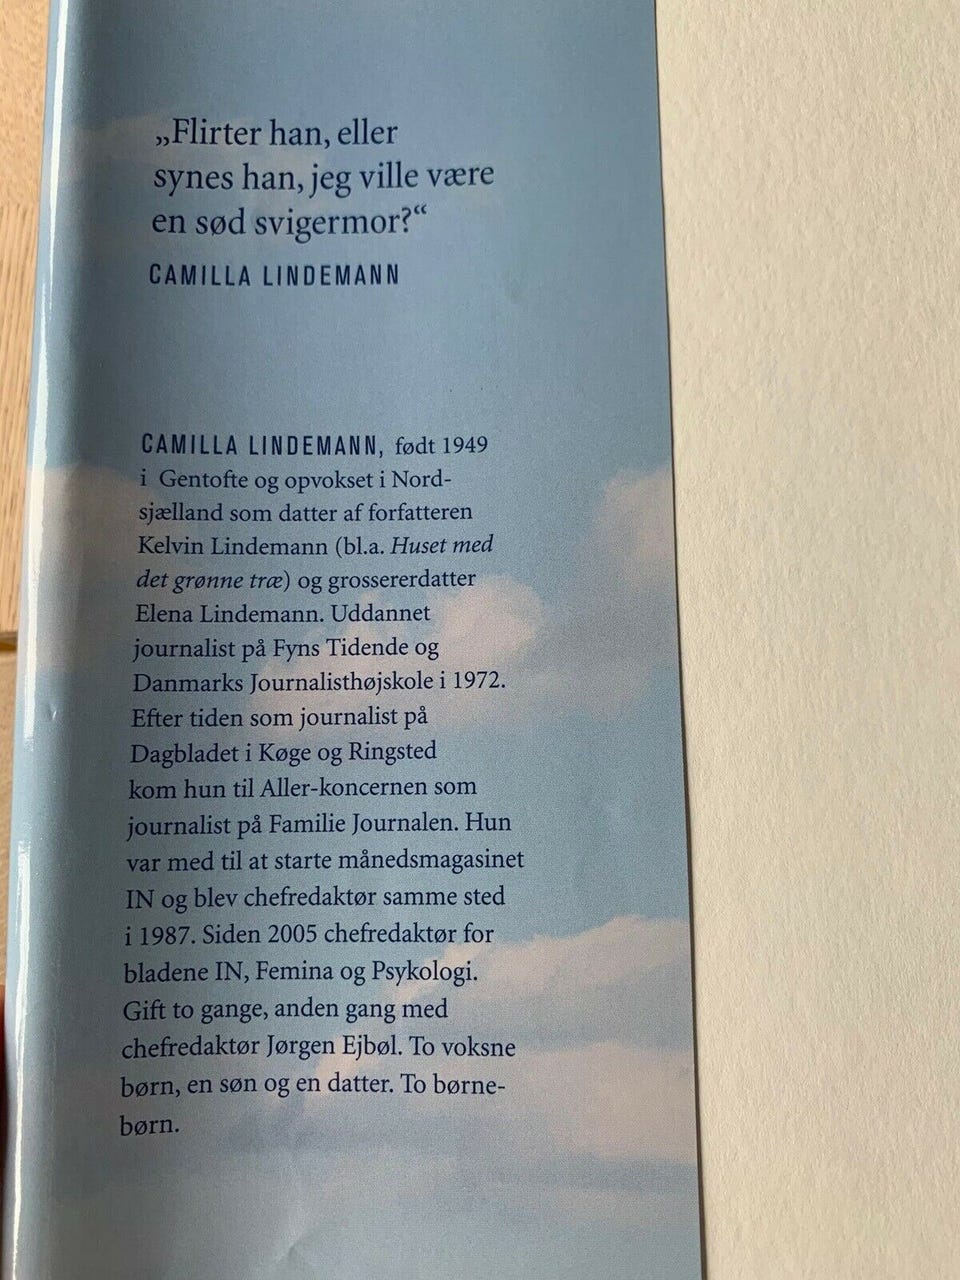 „Flirter han, eller
synes han, jeg ville være
en sød svigermor?“
CAMILLA LINDEMANN
CAMILLA LINDEMANN, født 1949
i Gentofte og opvokset i Nord-
sjælland som datter af forfatteren
Kelvin Lindemann (bl.a. Huset med
det grønne træ) og grossererdatter
Elena Lindemann. Uddannet
journalist på Fyns Tidende og
Danmarks Journalisthøjskole i 1972.
Efter tiden som journalist på
Dagbladet i Køge og Ringsted
kom hun til Aller-koncernen som
journalist på Familie Journalen. Hun
var med til at starte månedsmagasinet
IN og blev chefredaktør samme sted
i 1987. Siden 2005 chefredaktør for
bladene IN, Femina og Psykologi.
Gift to gange, anden gang med
chefredaktør Jørgen Ejbøl. To voksne
børn, en søn og en datter. To børne-
børn.